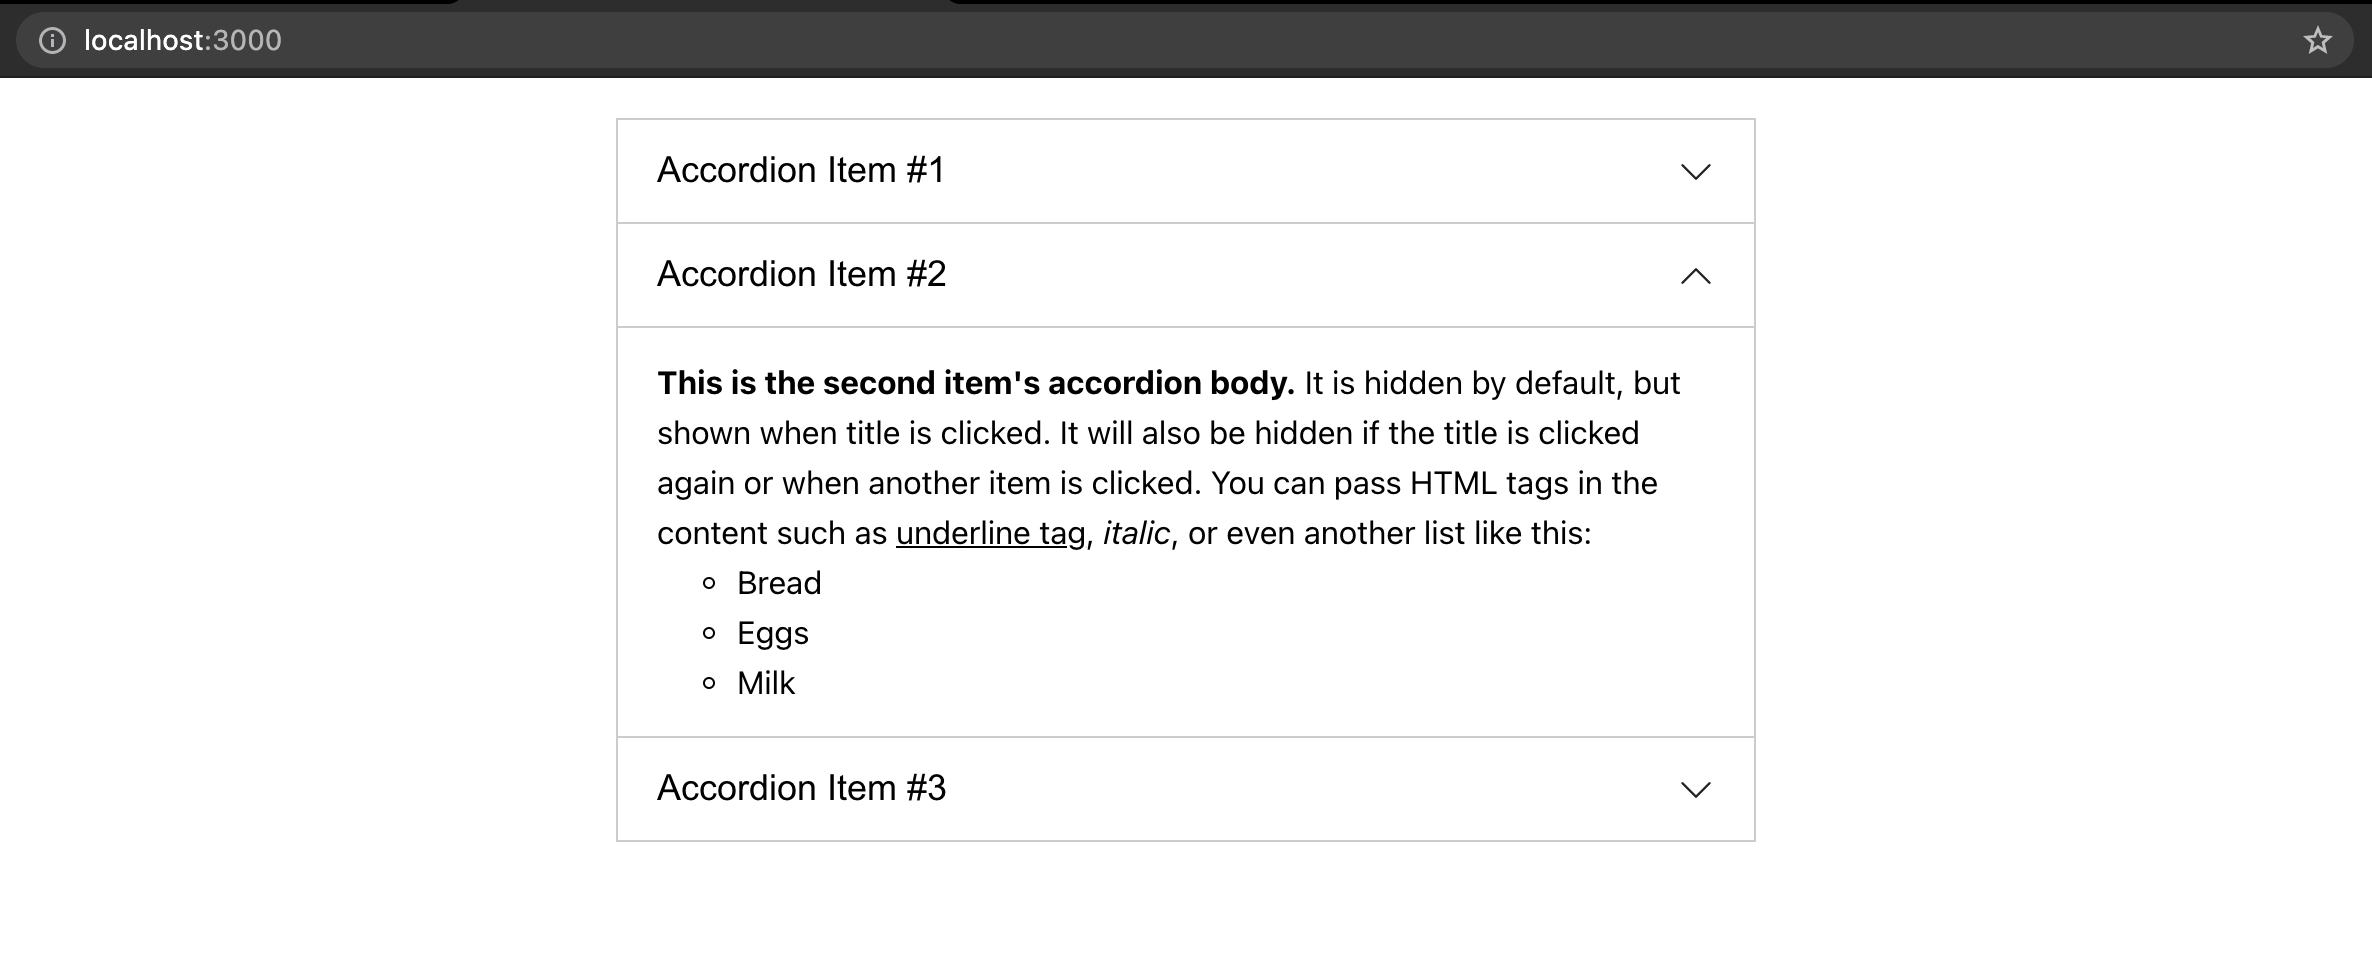 localhost:3000
Accordion Item #1
Accordion Item #2
This is the second item's accordion body. It is hidden by default, but
shown when title is clicked. It will also be hidden if the title is clicked
again or when another item is clicked. You can pass HTML tags in the
content such as underline tag, italic, or even another list like this:
Bread
Eggs
Milk
Accordion Item #3